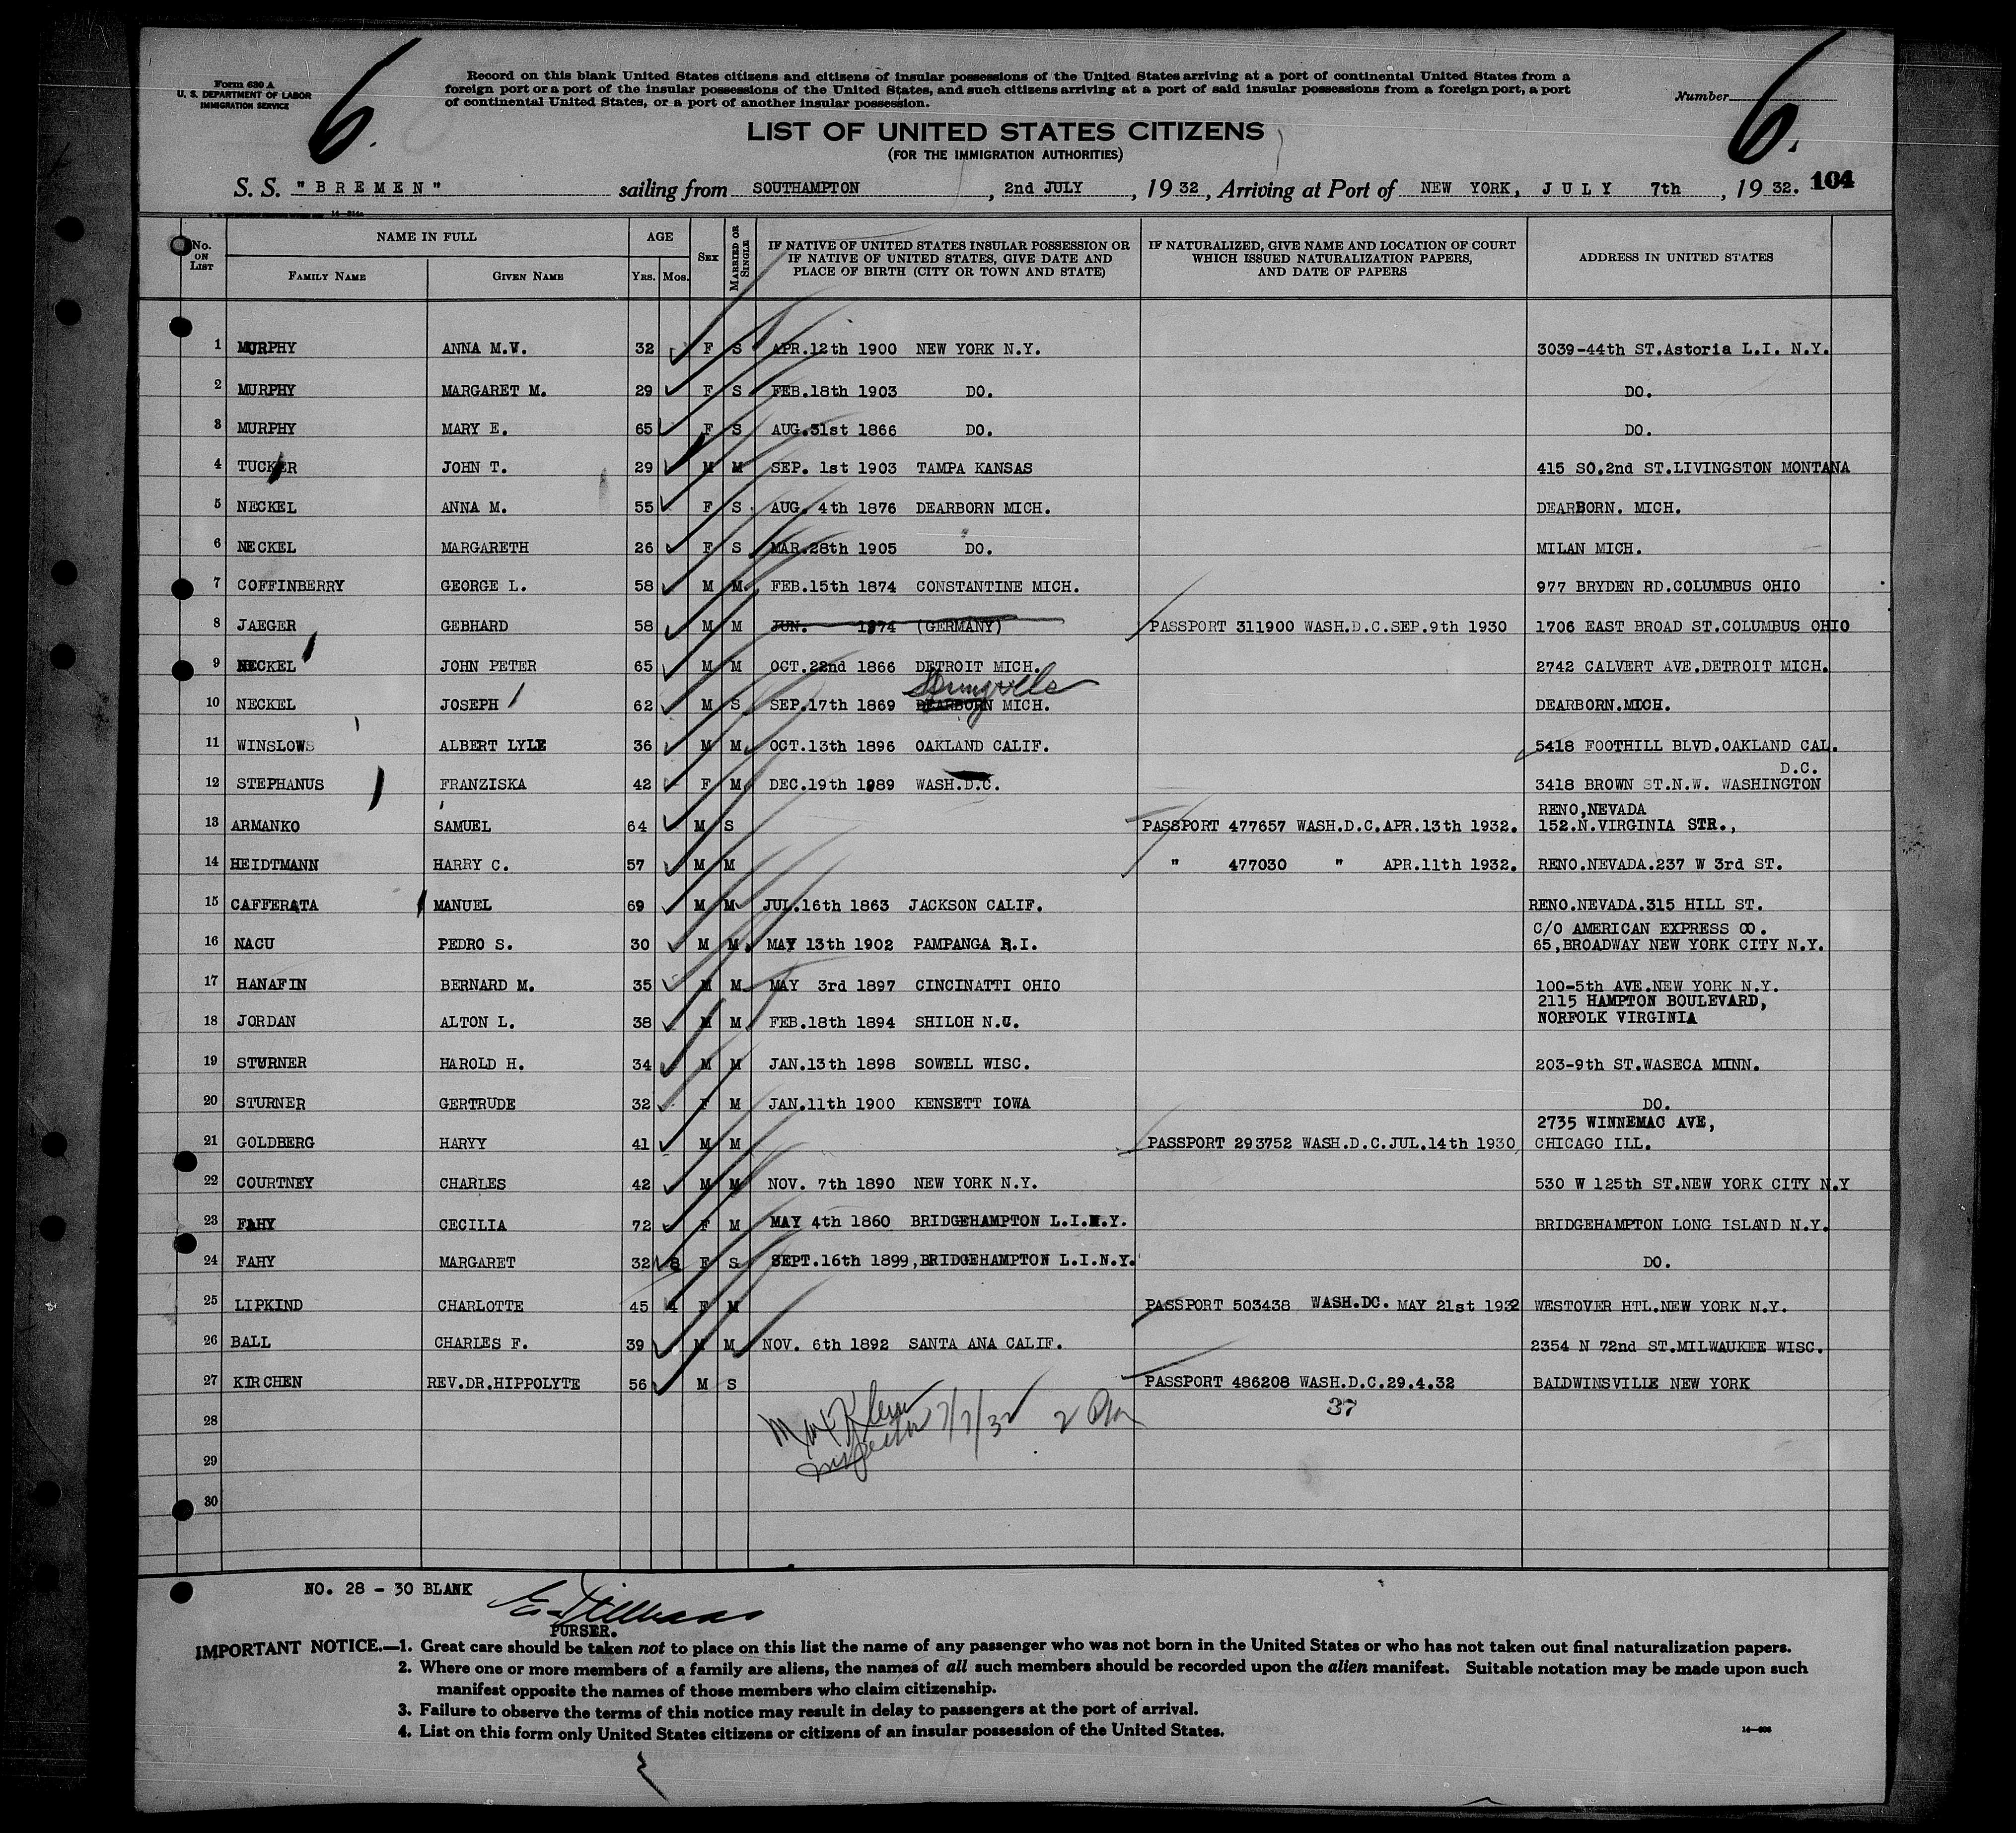 Form 630 A
U. S. DEPARTMENT OF LABOR
IMMIGRATION SERVICE
6.
Record on this blank United States citizens and citizens of insular possessions of the United States arriving at a port of continental United States from a
foreign port or a port of the insular possessions of the United States, and such citizens arriving at a port of said insular possessions from a foreign port, a port
of continental United States, or a port of another insular possession.
Number
6.
LIST OF UNITED STATES CITIZENS
(FOR THE IMMIGRATION AUTHORITIES)
S. S. "BREMEN" sailing from SOUTHAMPTON, 2nd JULY, 1932, Arriving at Port of NEW YORK, JULY 7th, 1932. 104
No. ON LIST NAME IN FULL FAMILY NAME GIVEN NAME AGE YRS. MOS. SEX MARRIED OR SINGLE IF NATIVE OF UNITED STATES INSULAR POSSESSION OR IF NATIVE OF UNITED STATES, GIVE DATE AND PLACE OF BIRTH (CITY OR TOWN AND STATE) IF NATURALIZED, GIVE NAME AND LOCATION OF COURT WHICH ISSUED NATURALIZATION PAPERS, AND DATE OF PAPERS ADDRESS IN UNITED STATES
1 MURPHY ANNA M.V. 32 F S APR.12th 1900 NEW YORK N.Y. 3039-44th ST.Astoria L.I. N.Y.
2 MURPHY MARGARET M. 29 F S FEB.18th 1903 DO. DO.
3 MURPHY MARY E. 65 F S AUG.31st 1866 DO. DO.
4 TUCKER JOHN T. 29 M M SEP. 1st 1903 TAMPA KANSAS 415 SO.2nd ST.LIVINGSTON MONTANA
5 NECKEL ANNA M. 55 F S AUG. 4th 1876 DEARBORN MICH. DEARBORN. MICH.
6 NECKEL MARGARETH 26 F S MAR.28th 1905 DO. MILAN MICH.
7 COFFINBERRY GEORGE L. 58 M M FEB.15th 1874 CONSTANTINE MICH. 977 BRYDEN RD.COLUMBUS OHIO
8 JAEGER GEBHARD 58 M M JUN. 1874 (GERMANY) PASSPORT 311900 WASH.D.C.SEP.9th 1930 1706 EAST BROAD ST.COLUMBUS OHIO
9 NECKEL JOHN PETER 65 M M OCT.22nd 1866 DETROIT MICH. 2742 CALVERT AVE.DETROIT MICH.
10 NECKEL JOSEPH 62 M S SEP.17th 1869 DEARBORN MICH. DEARBORN.MICH.
11 WINSLOWS ALBERT LYLE 36 M M OCT.13th 1896 OAKLAND CALIF. 5418 FOOTHILL BLVD.OAKLAND CAL.
D.C.
12 STEPHANUS FRANZISKA 42 F M DEC.19th 1989 WASH.D.C. 3418 BROWN ST.N.W. WASHINGTON
RENO,NEVADA
13 ARMANKO SAMUEL 64 M S PASSPORT 477657 WASH.D.C.APR.13th 1932. 152.N.VIRGINIA STR.,
14 HEIDTMANN HARRY C. 57 M M " 477030 " APR.11th 1932. RENO.NEVADA.237 W 3rd ST.
15 CAFFERATA MANUEL 69 M M JUL.16th 1863 JACKSON CALIF. RENO.NEVADA.315 HILL ST.
C/O AMERICAN EXPRESS CO.
16 NACU PEDRO S. 30 M M MAY 13th 1902 PAMPANGA P.I. 65,BROADWAY NEW YORK CITY N.Y.
17 HANAFIN BERNARD M. 35 M M MAY 3rd 1897 CINCINATTI OHIO 100-5th AVE.NEW YORK N.Y.
2115 HAMPTON BOULEVARD,
18 JORDAN ALTON L. 38 M M FEB.18th 1894 SHILOH N.C. NORFOLK VIRGINIA
19 STURNER HAROLD H. 34 M M JAN.13th 1898 SOWELL WISC. 203-9th ST.WASECA MINN.
20 STURNER GERTRUDE 32 F M JAN.11th 1900 KENSETT IOWA DO.
2735 WINNEMAC AVE,
21 GOLDBERG HARYY 41 M M PASSPORT 293752 WASH.D.C.JUL.14th 1930 CHICAGO ILL.
22 COURTNEY CHARLES 42 M M NOV. 7th 1890 NEW YORK N.Y. 530 W 125th ST.NEW YORK CITY N.Y
23 FAHY CECILIA 72 F M MAY 4th 1860 BRIDGEHAMPTON L.I.N.Y. BRIDGEHAMPTON LONG ISLAND N.Y.
24 FAHY MARGARET 32 8 F S SEPT.16th 1899,BRIDGEHAMPTON L.I.N.Y. DO.
25 LIPKIND CHARLOTTE 45 4 F M PASSPORT 503438 WASH.DC. MAY 21st 1932 WESTOVER HTL.NEW YORK N.Y.
26 BALL CHARLES F. 39 M M NOV. 6th 1892 SANTA ANA CALIF. 2354 N 72nd ST.MILWAUKEE WISC.
27 KIRCHEN REV.DR.HIPPOLYTE 56 M S PASSPORT 486208 WASH.D.C.29.4.32 BALDWINSVILLE NEW YORK
37
28 Max Klein 7/7/32
Inspector
29
30
NO. 28 - 30 BLANK
PURSER.
IMPORTANT NOTICE.—1. Great care should be taken not to place on this list the name of any passenger who was not born in the United States or who has not taken out final naturalization papers.
2. Where one or more members of a family are aliens, the names of all such members should be recorded upon the alien manifest. Suitable notation may be made upon such
manifest opposite the names of those members who claim citizenship.
3. Failure to observe the terms of this notice may result in delay to passengers at the port of arrival.
4. List on this form only United States citizens or citizens of an insular possession of the United States.